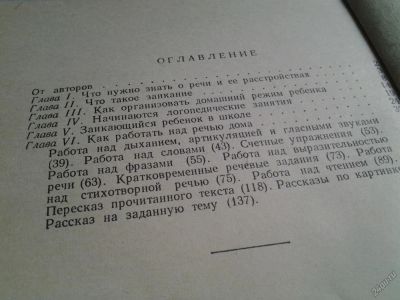 ОГЛАВЛЕНИЕ
От авторов . . . . . . . . . .
Глава I. Что нужно знать о речи и ее расстройствах
Глава II. Что такое заикание . . . . . . . .
Глава III. Как организовать домашний режим ребенка
Глава IV. Начинаются логопедические занятия
Глава V. Заикающийся ребенок в школе . . .
Глава VI. Как работать над речью дома . . .
Работа над дыханием, артикуляцией и гласными звуками
(39). Работа над словами (43). Счетные упражнения (53).
Работа над фразами (55). Работа над выразительностью
речи (63). Кратковременные речевые задания (73). Работа
над стихотворной речью (75). Работа над чтением (89).
Пересказ прочитанного текста (118). Рассказы по картинке
Рассказ на заданную тему (137).